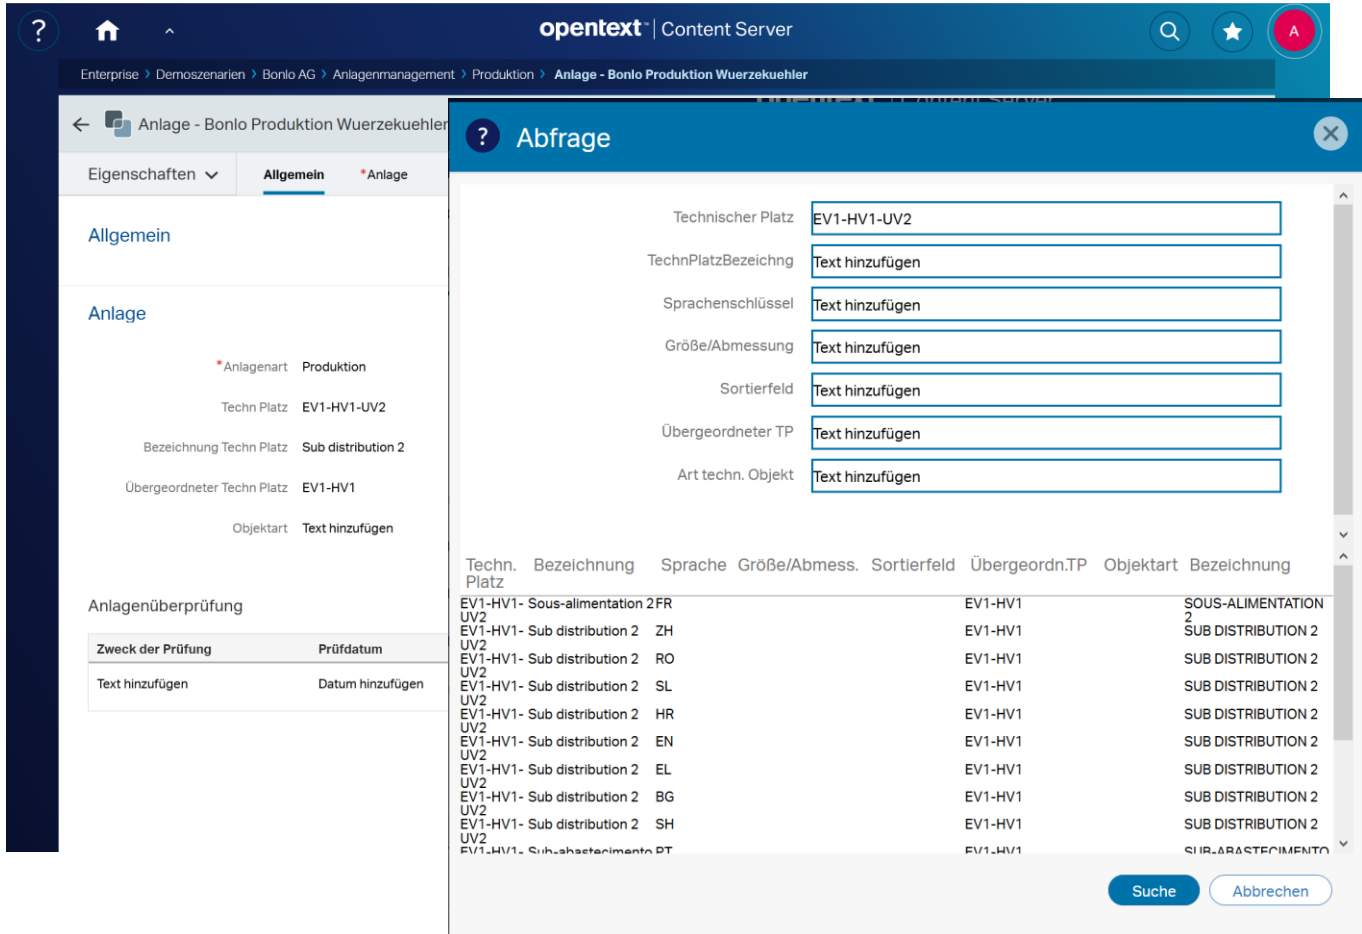 ?
opentext™ | Content Server
A
Enterprise > Demoszenarien > Bonlo AG > Anlagenmanagement > Produktion > Anlage - Bonlo Produktion Wuerzekuehler
Anlage - Bonlo Produktion Wuerzekuehler
Eigenschaften
Allgemein
*Anlage
Allgemein
Anlage
*Anlagenart Produktion
Techn Platz EV1-HV1-UV2
Bezeichnung Techn Platz Sub distribution 2
Übergeordneter Techn Platz EV1-HV1
Objektart Text hinzufügen
Anlagenüberprüfung
Zweck der Prüfung Prüfdatum
Text hinzufügen Datum hinzufügen
? Abfrage
Technischer Platz EV1-HV1-UV2
TechnPlatzBezeichng Text hinzufügen
Sprachenschlüssel Text hinzufügen
Größe/Abmessung Text hinzufügen
Sortierfeld Text hinzufügen
Übergeordneter TP Text hinzufügen
Art techn. Objekt Text hinzufügen
Techn. Bezeichnung Sprache Größe/Abmess. Sortierfeld Übergeordn.TP Objektart Bezeichnung
Platz
EV1-HV1- Sous-alimentation 2 FR EV1-HV1 SOUS-ALIMENTATION
UV2 2
EV1-HV1- Sub distribution 2 ZH EV1-HV1 SUB DISTRIBUTION 2
UV2
EV1-HV1- Sub distribution 2 RO EV1-HV1 SUB DISTRIBUTION 2
UV2
EV1-HV1- Sub distribution 2 SL EV1-HV1 SUB DISTRIBUTION 2
UV2
EV1-HV1- Sub distribution 2 HR EV1-HV1 SUB DISTRIBUTION 2
UV2
EV1-HV1- Sub distribution 2 EN EV1-HV1 SUB DISTRIBUTION 2
UV2
EV1-HV1- Sub distribution 2 EL EV1-HV1 SUB DISTRIBUTION 2
UV2
EV1-HV1- Sub distribution 2 BG EV1-HV1 SUB DISTRIBUTION 2
UV2
EV1-HV1- Sub distribution 2 SH EV1-HV1 SUB DISTRIBUTION 2
UV2
EV1-HV1- Sub-abastecimento PT EV1-HV1 SUB-ABASTECIMENTO
Suche
Abbrechen